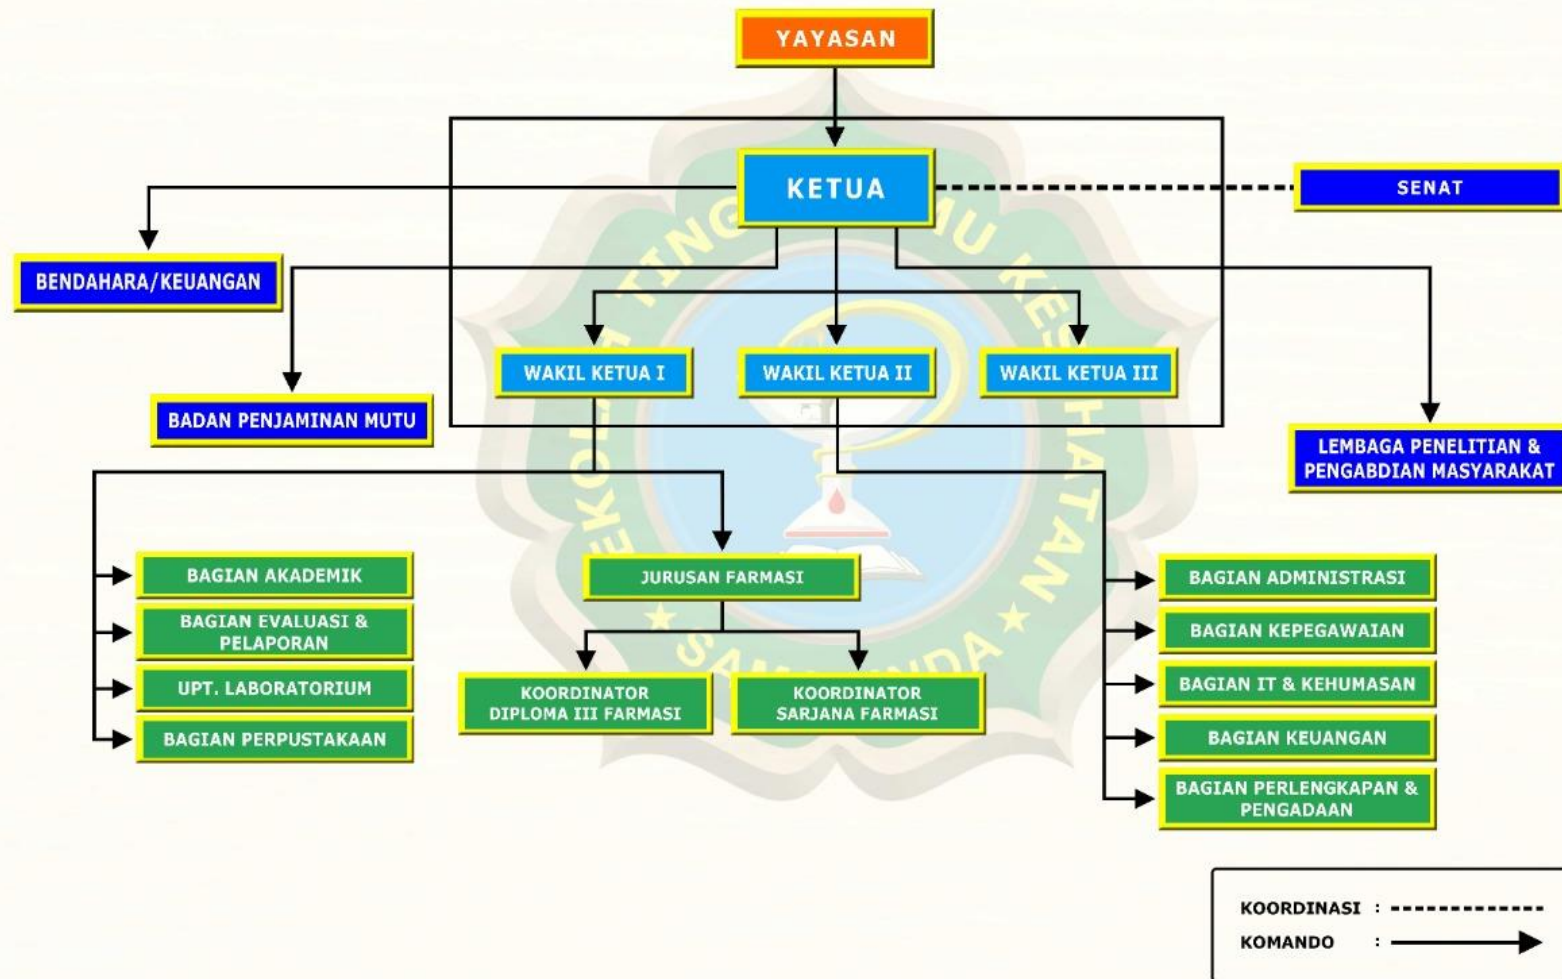 YAYASAN
KETUA
SENAT
BENDAHARA/KEUANGAN
WAKIL KETUA I
WAKIL KETUA II
WAKIL KETUA III
BADAN PENJAMINAN MUTU
LEMBAGA PENELITIAN &
PENGABDIAN MASYARAKAT
BAGIAN AKADEMIK
BAGIAN EVALUASI &
PELAPORAN
UPT. LABORATORIUM
BAGIAN PERPUSTAKAAN
JURUSAN FARMASI
KOORDINATOR
DIPLOMA III FARMASI
KOORDINATOR
SARJANA FARMASI
BAGIAN ADMINISTRASI
BAGIAN KEPEGAWAIAN
BAGIAN IT & KEHUMASAN
BAGIAN KEUANGAN
BAGIAN PERLENGKAPAN &
PENGADAAN
KOORDINASI :
KOMANDO :